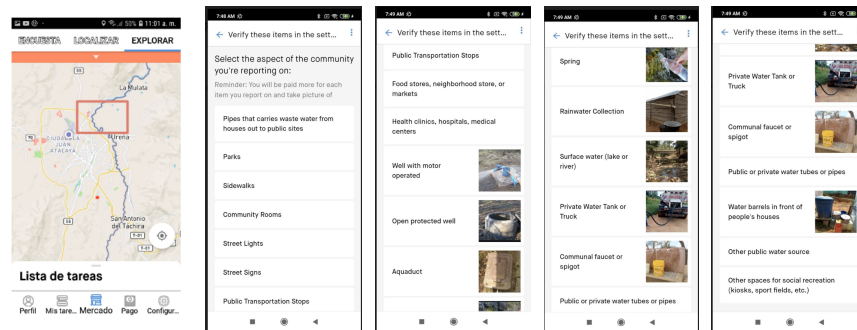 50% 11:01 a. m.
ENCUESTA LOCALIZAR EXPLORAR
La Mulata
CIUDADELA
JUAN
ATALAYA
Ureña
San Antonio
del Táchira
Lista de tareas
Perfil Mis tare... Mercado Pago Configur...
7:48 AM
Verify these items in the sett...
Select the aspect of the community
you're reporting on:
Reminder: You will be paid more for each
item you report on and take picture of
Pipes that carries waste water from
houses out to public sites
Parks
Sidewalks
Community Rooms
Street Lights
Street Signs
Public Transportation Stops
7:49 AM
Verify these items in the sett...
Public Transportation Stops
Food stores, neighborhood store, or
markets
Health clinics, hospitals, medical
centers
Well with motor
operated
Open protected well
Aquaduct
7:49 AM
Verify these items in the sett...
Spring
Rainwater Collection
Surface water (lake or
river)
Private Water Tank or
Truck
Communal faucet or
spigot
Public or private water tubes or pipes
7:49 AM
Verify these items in the sett...
Private Water Tank or
Truck
Communal faucet or
spigot
Public or private water tubes or pipes
Water barrels in front of
people's houses
Other public water source
Other spaces for social recreation
(kiosks, sport fields, etc.)